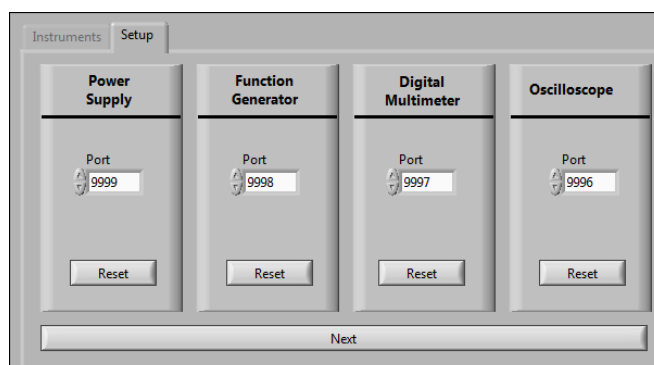 Instruments Setup
Power
Supply
Function
Generator
Digital
Multimeter
Oscilloscope
Port
9999
Port
9998
Port
9997
Port
9996
Reset
Reset
Reset
Reset
Next